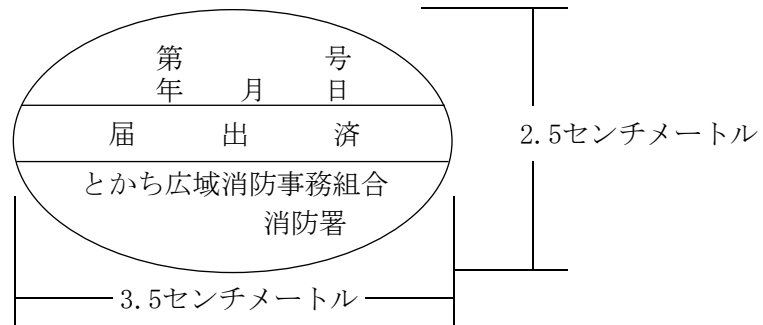 第 号
年 月 日
届 出 済
とかち広域消防事務組合
消防署
2.5センチメートル
3.5センチメートル